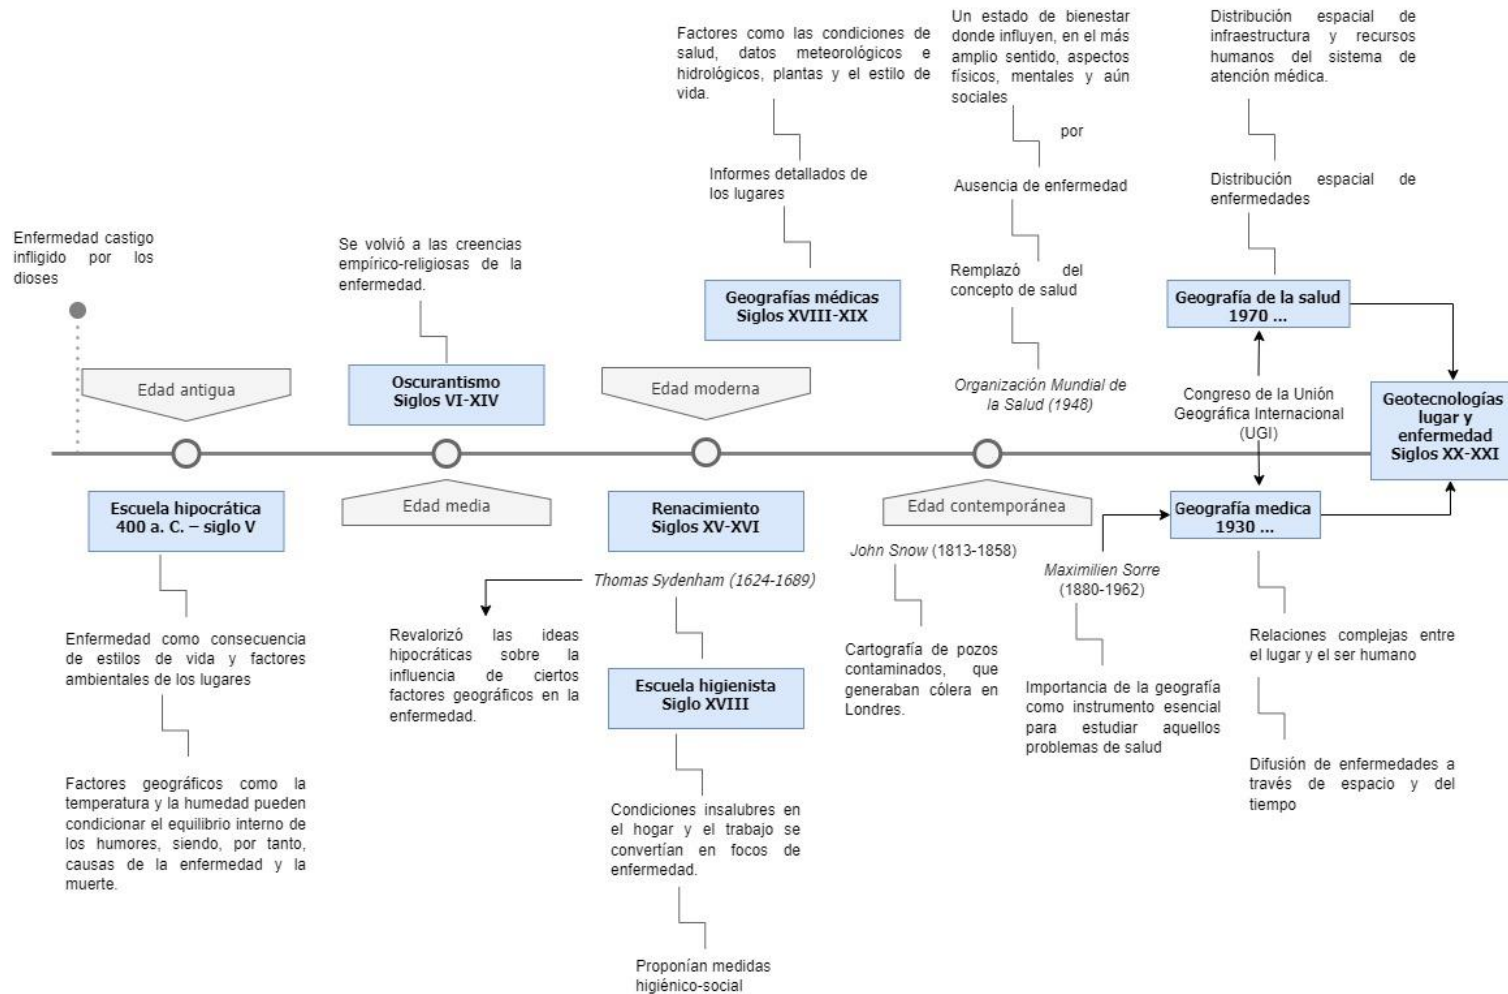 Enfermedad castigo
infligido por los
dioses
Edad antigua
Escuela hipocrática
400 a. C. – siglo V
Enfermedad como consecuencia
de estilos de vida y factores
ambientales de los lugares
Factores geográficos como la
temperatura y la humedad pueden
condicionar el equilibrio interno de
los humores, siendo, por tanto,
causas de la enfermedad y la
muerte.
Se volvió a las creencias
empírico-religiosas de la
enfermedad.
Oscurantismo
Siglos VI-XIV
Edad media
Edad moderna
Renacimiento
Siglos XV-XVI
Thomas Sydenham (1624-1689)
Revalorizó las ideas
hipocráticas sobre la
influencia de ciertos
factores geográficos en la
enfermedad.
Escuela higienista
Siglo XVIII
Condiciones insalubres en
el hogar y el trabajo se
convertían en focos de
enfermedad.
Proponían medidas
higiénico-social
Factores como las condiciones de
salud, datos meteorológicos e
hidrológicos, plantas y el estilo de
vida.
Informes detallados de
los lugares
Geografías médicas
Siglos XVIII-XIX
Un estado de bienestar
donde influyen, en el más
amplio sentido, aspectos
físicos, mentales y aún
sociales
por
Ausencia de enfermedad
Remplazó del
concepto de salud
Organización Mundial de
la Salud (1948)
Edad contemporánea
John Snow (1813-1858)
Cartografía de pozos
contaminados, que
generaban cólera en
Londres.
Maximilien Sorre
(1880-1962)
Importancia de la geografía
como instrumento esencial
para estudiar aquellos
problemas de salud
Distribución espacial de
infraestructura y recursos
humanos del sistema de
atención médica.
Distribución espacial de
enfermedades
Geografía de la salud
1970 ...
Congreso de la Unión
Geográfica Internacional
(UGI)
Geografía medica
1930 ...
Relaciones complejas entre
el lugar y el ser humano
Difusión de enfermedades a
través de espacio y del
tiempo
Geotecnologías
lugar y
enfermedad
Siglos XX-XXI